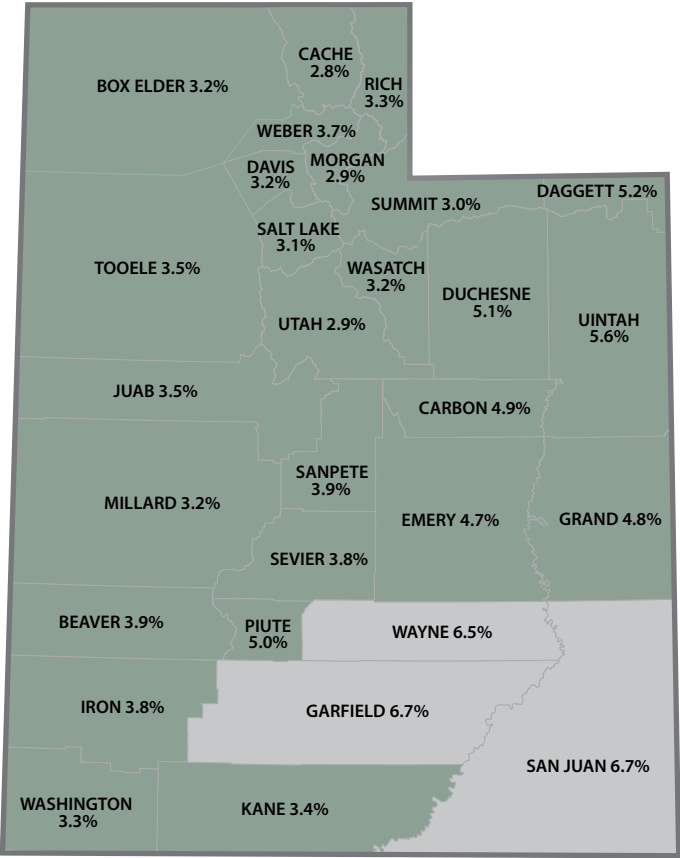 CACHE
2.8%
BOX ELDER 3.2%
RICH
3.3%
WEBER 3.7%
DAVIS
3.2%
MORGAN
2.9%
DAGGETT 5.2%
SUMMIT 3.0%
SALT LAKE
3.1%
TOOELE 3.5%
WASATCH
3.2%
DUCHESNE
5.1%
UINTAH
5.6%
UTAH 2.9%
JUAB 3.5%
CARBON 4.9%
SANPETE
3.9%
MILLARD 3.2%
EMERY 4.7%
GRAND 4.8%
SEVIER 3.8%
BEAVER 3.9%
PIUTE
5.0%
WAYNE 6.5%
IRON 3.8%
GARFIELD 6.7%
SAN JUAN 6.7%
WASHINGTON
3.3%
KANE 3.4%